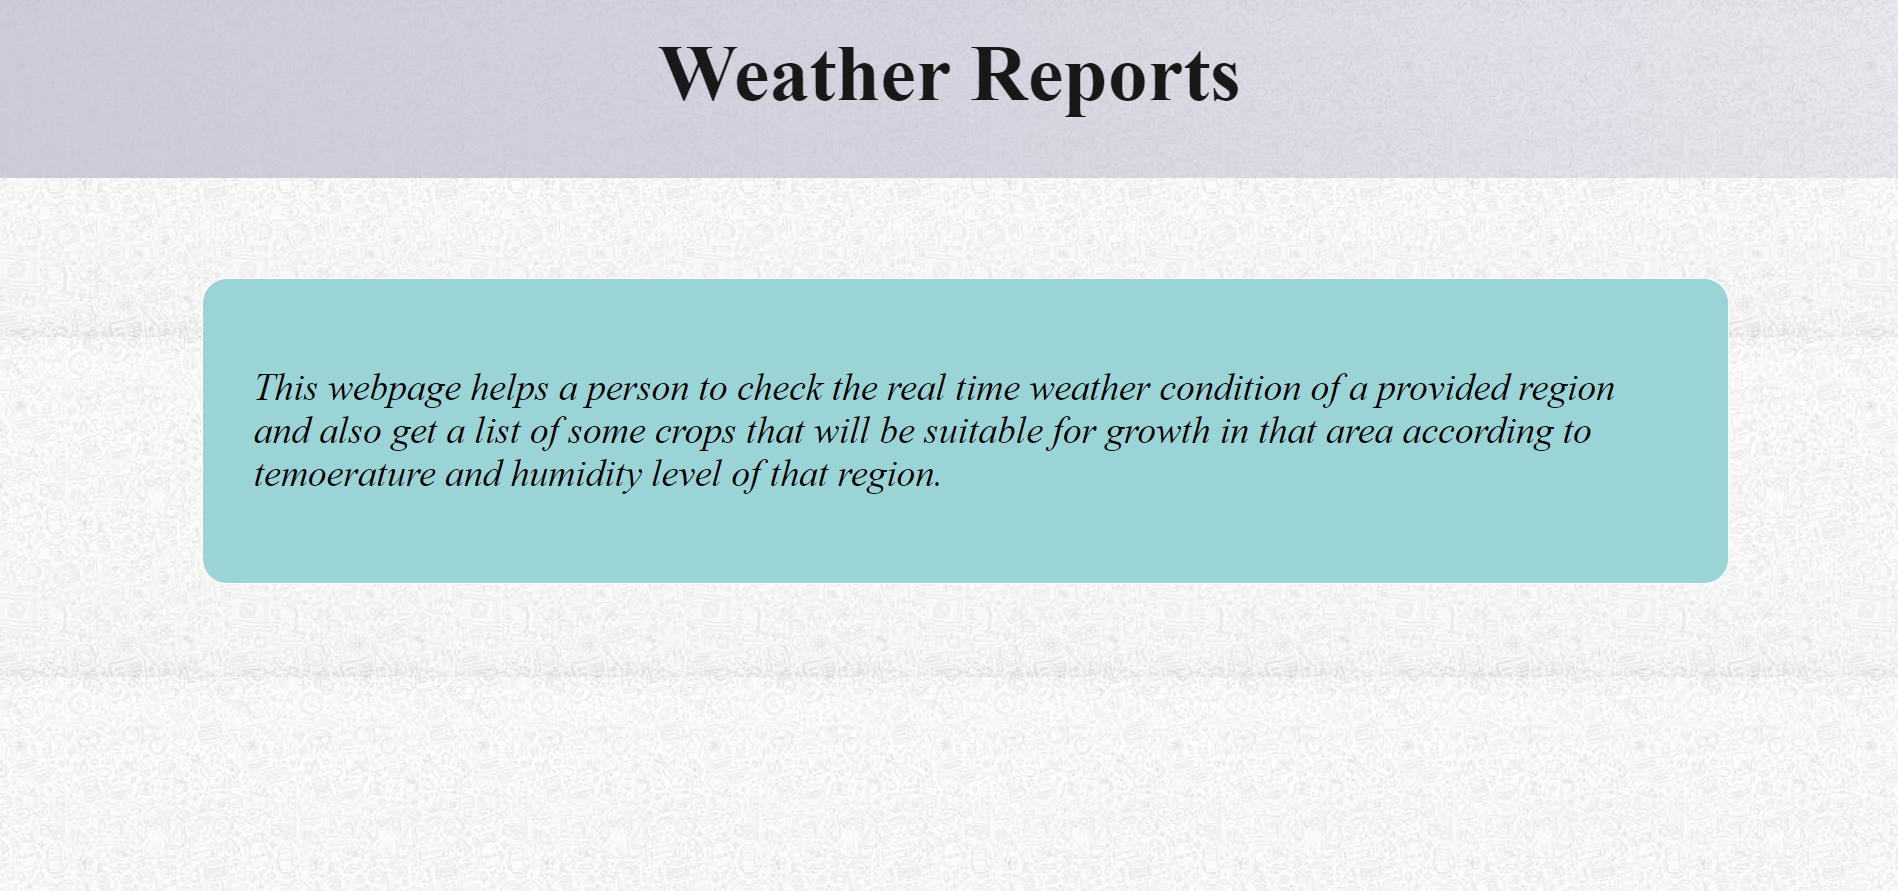 Weather Reports
This webpage helps a person to check the real time weather condition of a provided region
and also get a list of some crops that will be suitable for growth in that area according to
temoerature and humidity level of that region.